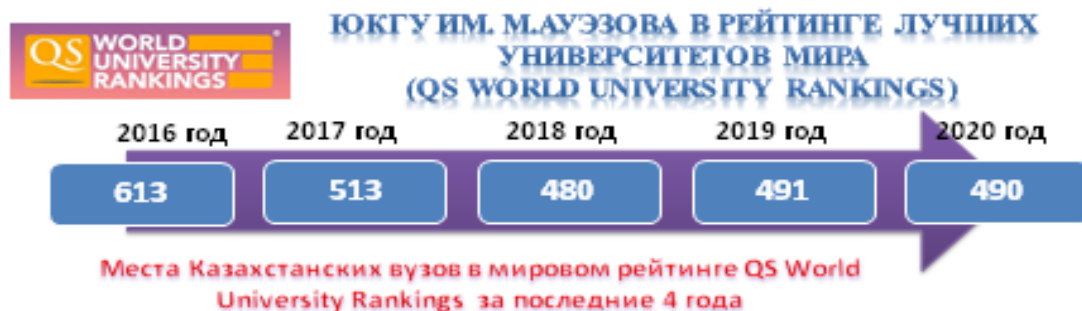 QS WORLD UNIVERSITY RANKINGS
ЮКГУ ИМ. М.АУЭЗОВА В РЕЙТИНГЕ ЛУЧШИХ
УНИВЕРСИТЕТОВ МИРА
(QS WORLD UNIVERSITY RANKINGS)
2016 год 2017 год 2018 год 2019 год 2020 год
613 513 480 491 490
Места Казахстанских вузов в мировом рейтинге QS World
University Rankings за последние 4 года